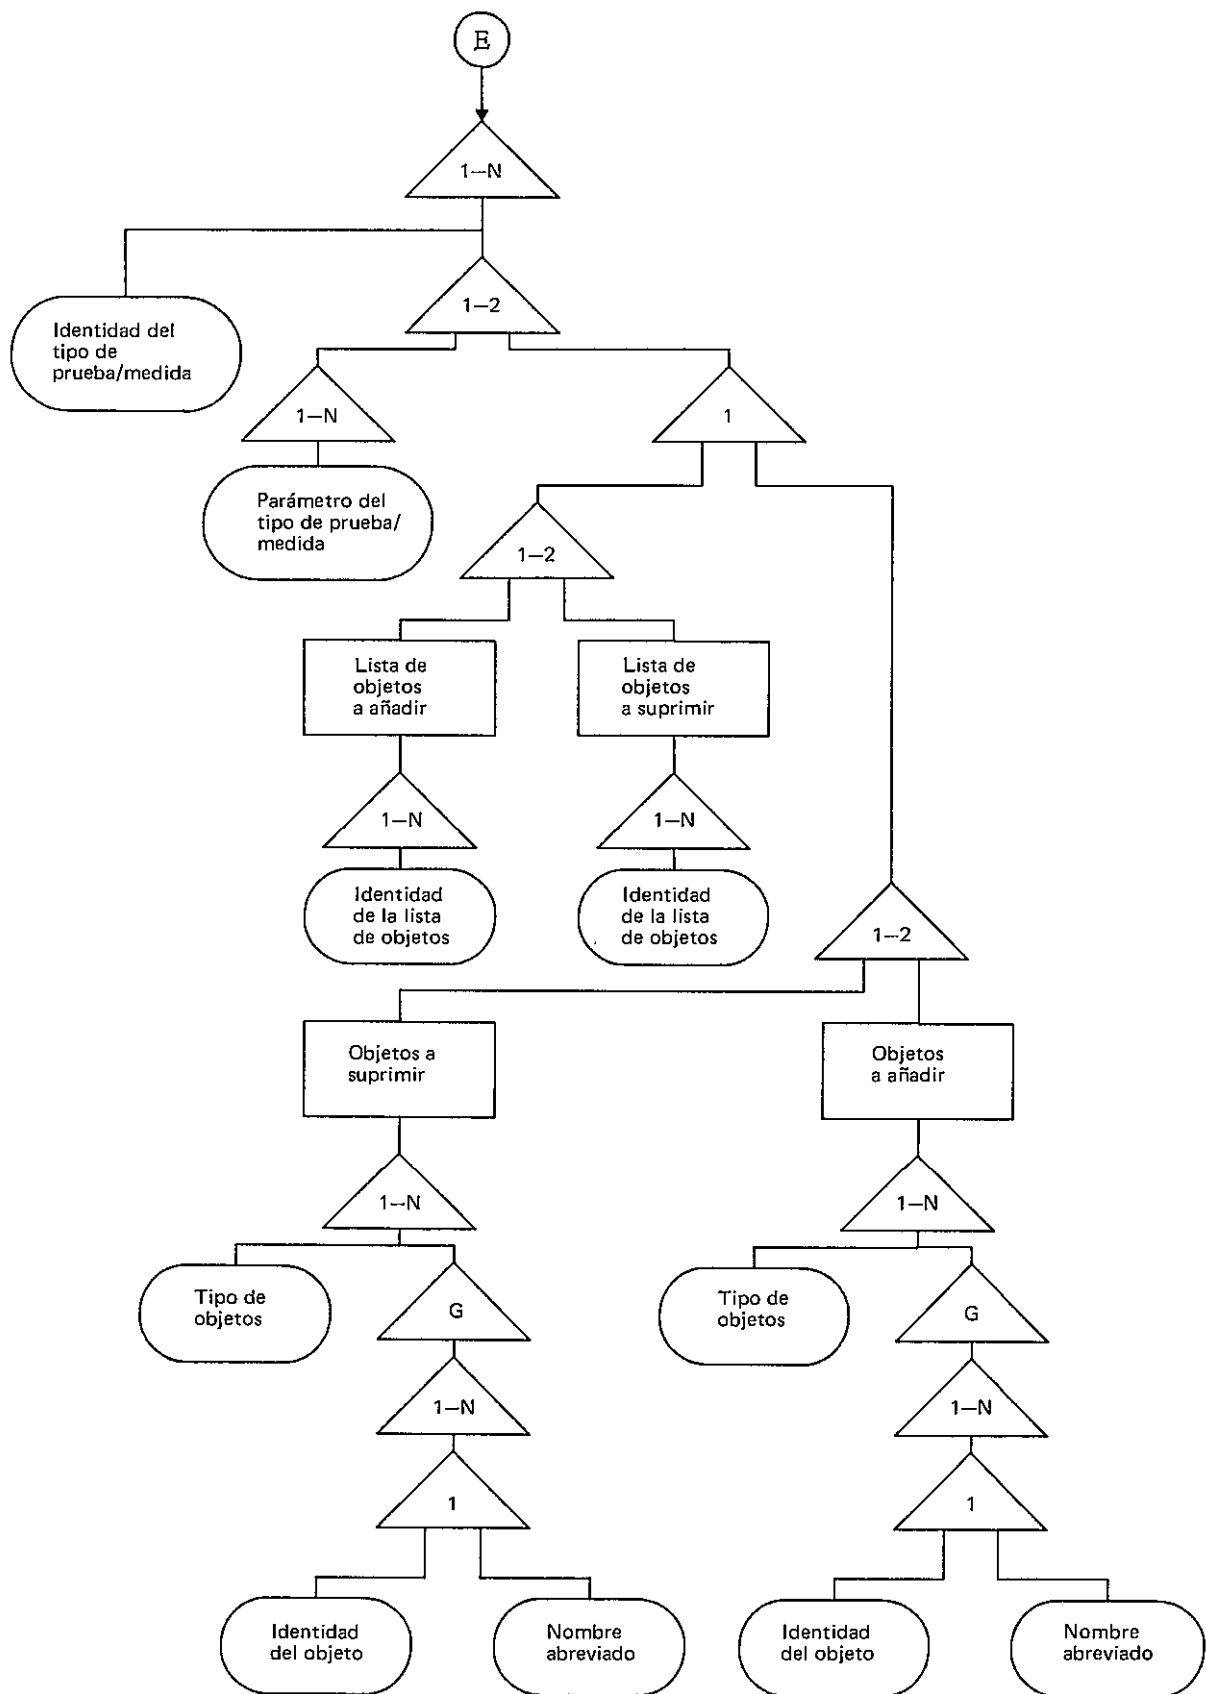 E
1–N
1–2
Identidad del
tipo de
prueba/medida
1–N
1
Parámetro del
tipo de prueba/
medida
1–2
Lista de
objetos
a añadir
Lista de
objetos
a suprimir
1–N
1–N
Identidad
de la lista
de objetos
Identidad
de la lista
de objetos
1–2
Objetos a
suprimir
Objetos
a añadir
1–N
1–N
Tipo de
objetos
G
Tipo de
objetos
G
1–N
1–N
1
1
Identidad
del objeto
Nombre
abreviado
Identidad
del objeto
Nombre
abreviado